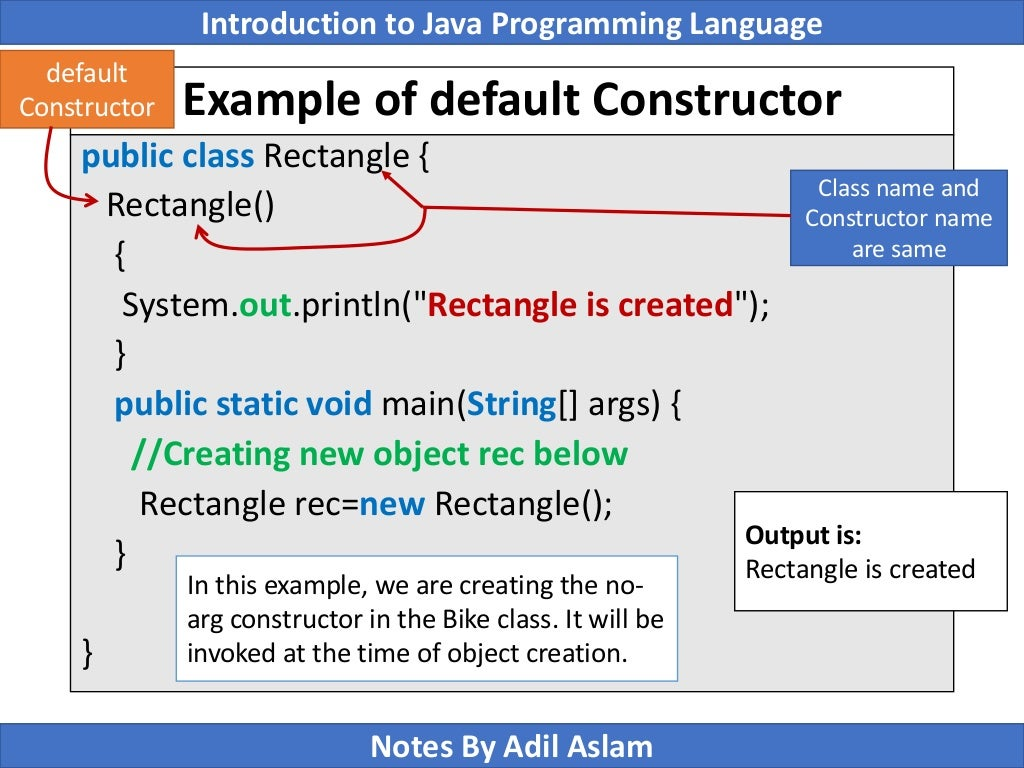 Introduction to Java Programming Language
default
Constructor
Example of default Constructor
public class Rectangle {
Rectangle()
{
System.out.println("Rectangle is created");
}
public static void main(String[] args) {
//Creating new object rec below
Rectangle rec=new Rectangle();
}
}
Class name and
Constructor name
are same
Output is:
Rectangle is created
In this example, we are creating the no-
arg constructor in the Bike class. It will be
invoked at the time of object creation.
Notes By Adil Aslam